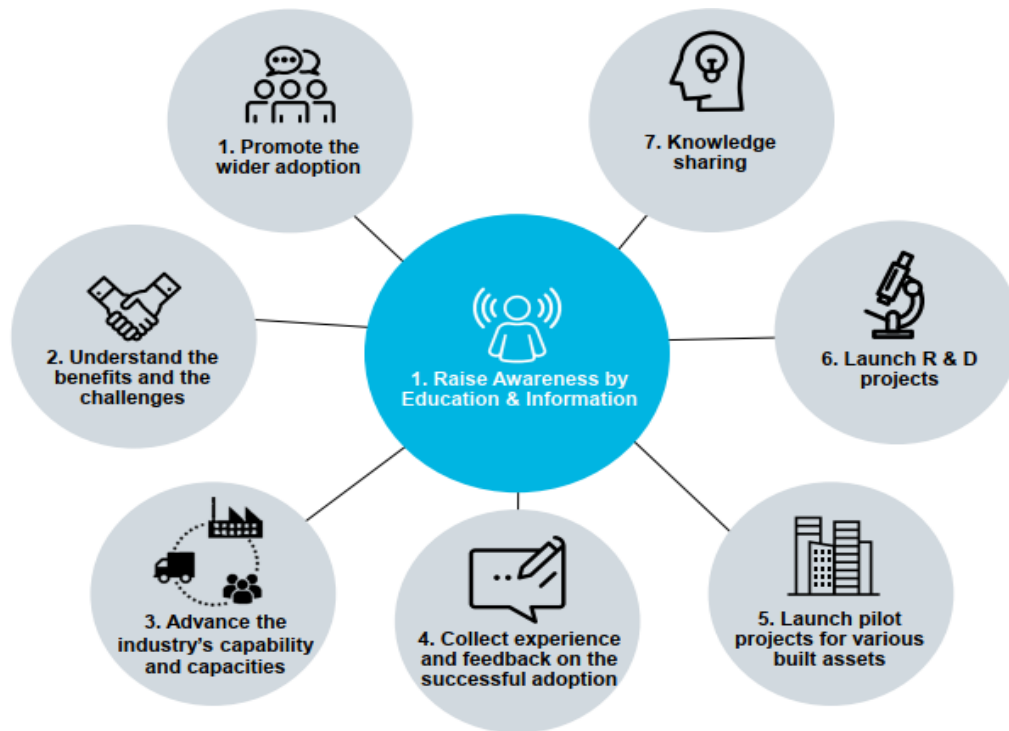 1. Promote the
wider adoption
7. Knowledge
sharing
2. Understand the
benefits and the
challenges
1. Raise Awareness by
Education & Information
6. Launch R & D
projects
3. Advance the
industry’s capability
and capacities
4. Collect experience
and feedback on the
successful adoption
5. Launch pilot
projects for various
built assets